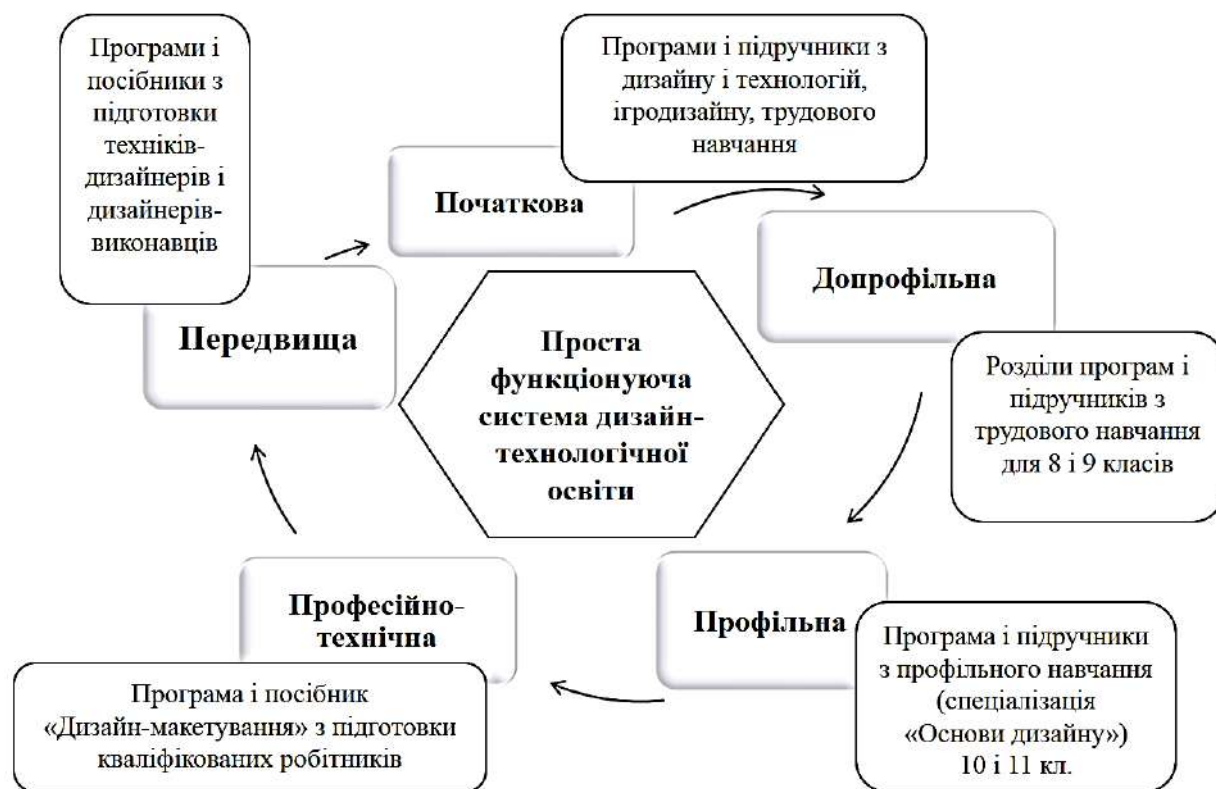 Програми і
посібники з
підготовки
техніків-
дизайнерів і
дизайнерів-
виконавців
Програми і підручники з
дизайну і технологій,
ігродизайну, трудового
навчання
Початкова
Допрофільна
Передвища
Проста
функціонуюча
система дизайн-
технологічної
освіти
Розділи програм і
підручників з
трудового навчання
для 8 і 9 класів
Професійно-
технічна
Профільна
Програма і підручники
з профільного навчання
(спеціалізація
«Основи дизайну»)
10 і 11 кл.
Програма і посібник
«Дизайн-макетування» з підготовки
кваліфікованих робітників